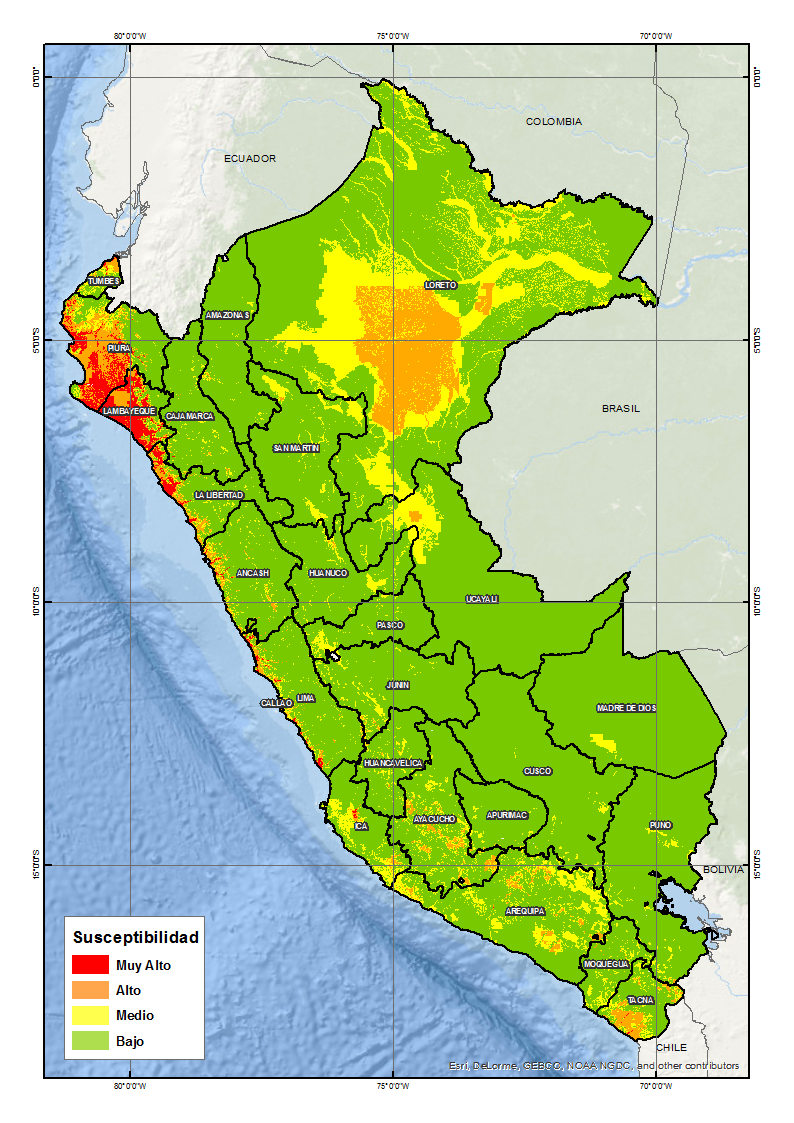 80°0'0"W 75°0'0"W 70°0'0"W
0°0'0" 0°0'0"
COLOMBIA
ECUADOR
TUMBES
LORETO
AMAZONAS
5°0'0"S 5°0'0"S
PIURA
LAMBAYEQUE
CAJAMARCA
BRASIL
SAN MARTIN
LA LIBERTAD
ANCASH
HUANUCO
10°0'0"S 10°0'0"S
UCAYALI
PASCO
JUNIN
CALLAO
LIMA
MADRE DE DIOS
HUANCAVELICA
CUSCO
ICA
AYACUCHO
APURIMAC
PUNO
15°0'0"S 15°0'0"S
BOLIVIA
AREQUIPA
Susceptibilidad
Muy Alto
Alto
Medio
Bajo
MOQUEGUA
TACNA
CHILE
Esri, DeLorme, GEBCO, NOAA NGDC, and other contributors
80°0'0"W 75°0'0"W 70°0'0"W